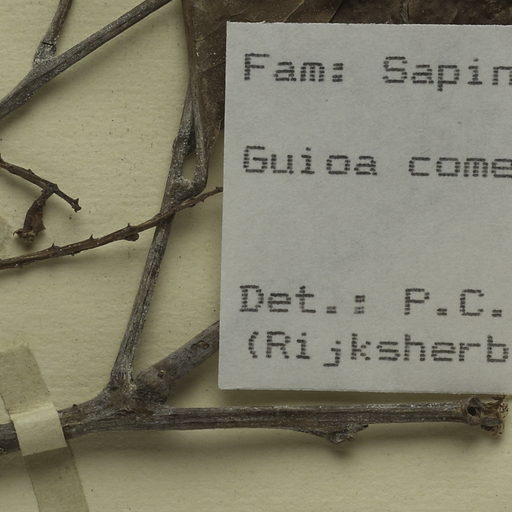 Fam: Sapin
Guioa come
Det.: P.C.
(Rijksherb